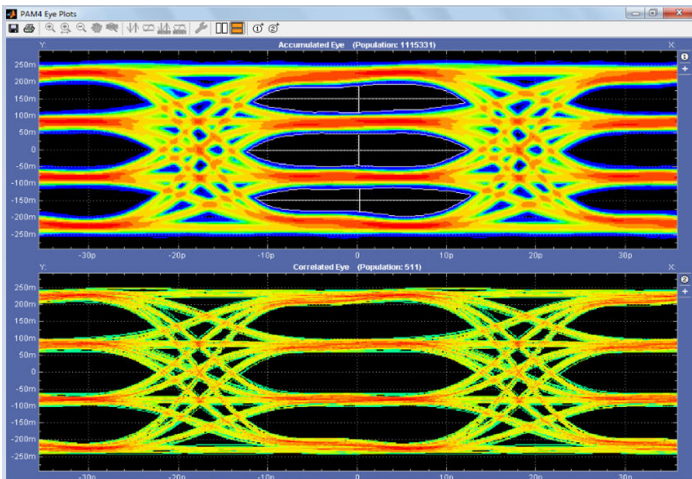 PAM4 Eye Plots
Y: Accumulated Eye (Population: 1115331) X:
250m
200m
150m
100m
50m
0
-50m
-100m
-150m
-200m
-250m
-30p -20p -10p 0 10p 20p 30p
Y: Correlated Eye (Population: 511) X:
250m
200m
150m
100m
50m
0
-50m
-100m
-150m
-200m
-250m
-30p -20p -10p 0 10p 20p 30p